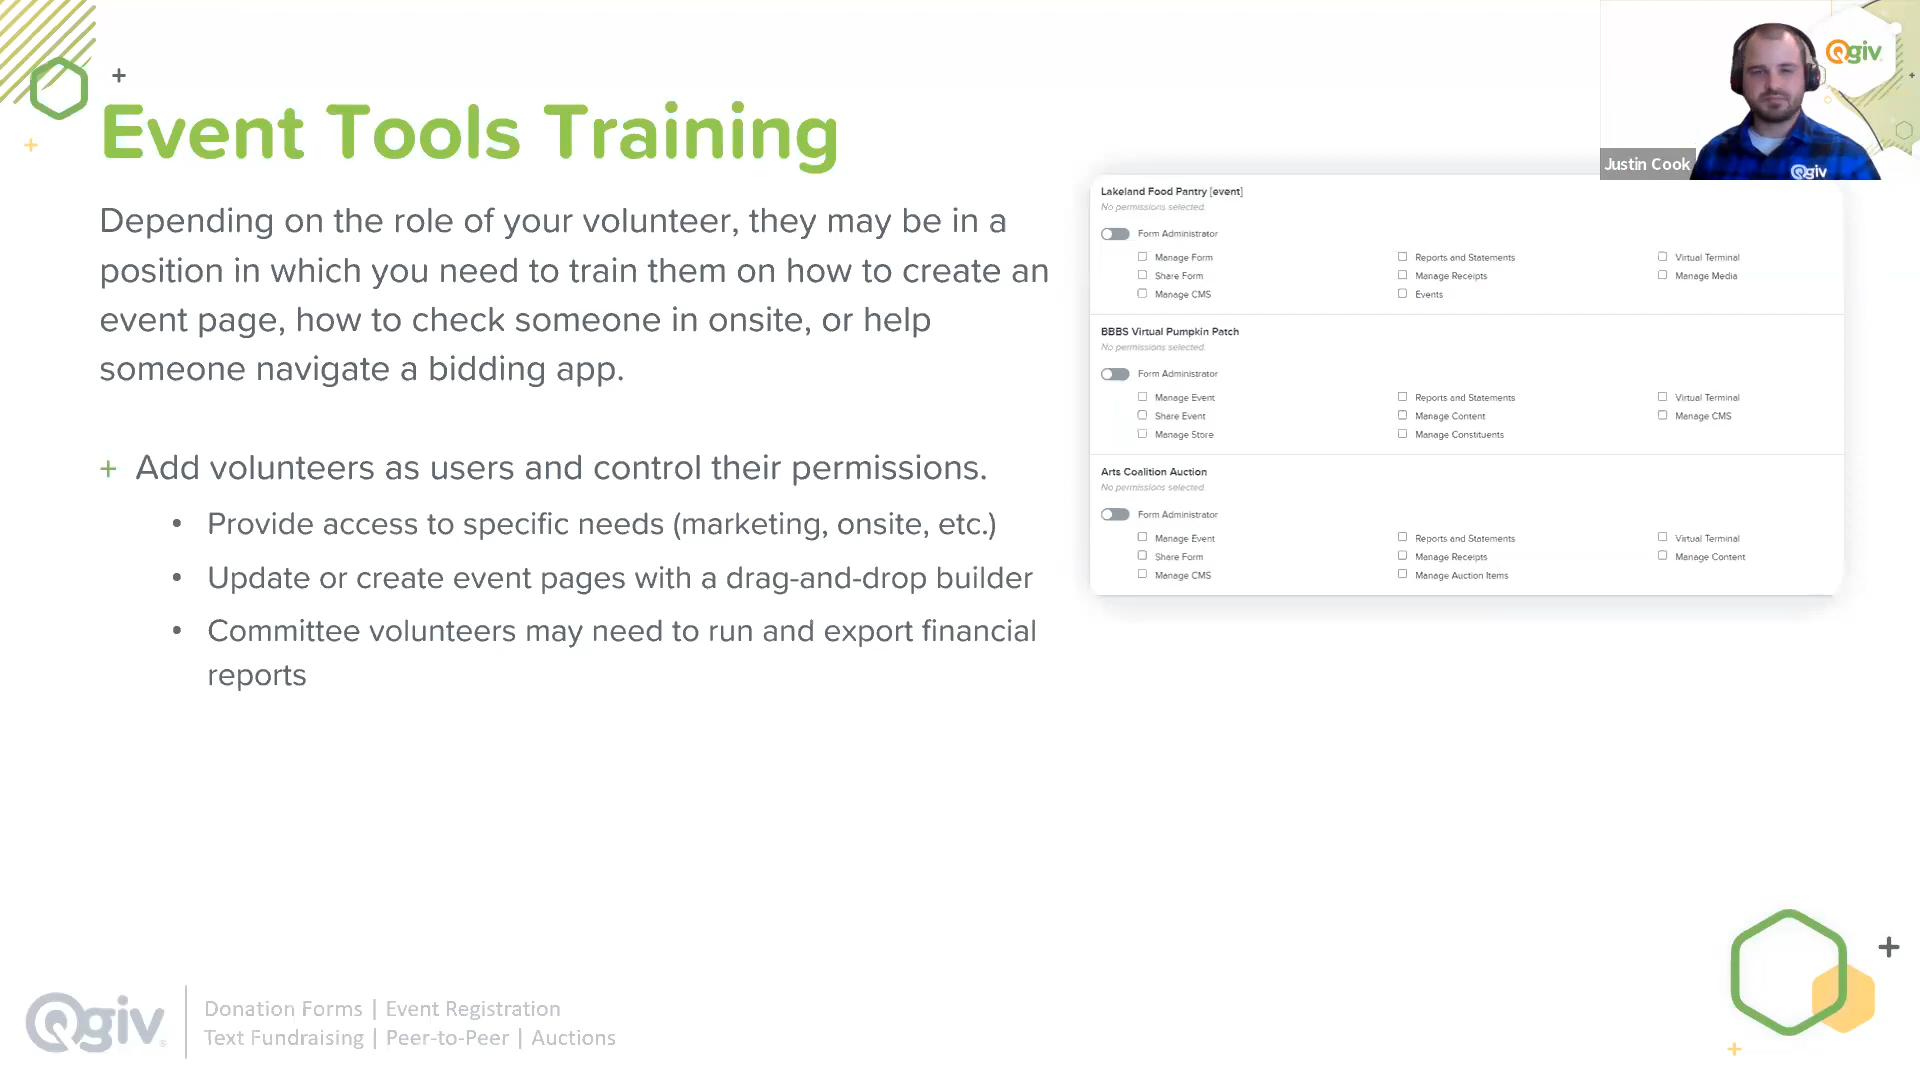 Event Tools Training
Depending on the role of your volunteer, they may be in a
position in which you need to train them on how to create an
event page, how to check someone in onsite, or help
someone navigate a bidding app.
+ Add volunteers as users and control their permissions.
• Provide access to specific needs (marketing, onsite, etc.)
• Update or create event pages with a drag-and-drop builder
• Committee volunteers may need to run and export financial
reports
Lakeland Food Pantry [event]
No permissions selected.
Form Administrator
Manage Form
Reports and Statements
Virtual Terminal
Share Form
Manage Receipts
Manage Media
Manage CMS
Events
BBBS Virtual Pumpkin Patch
No permissions selected.
Form Administrator
Manage Event
Reports and Statements
Virtual Terminal
Share Event
Manage Content
Manage CMS
Manage Store
Manage Constituents
Arts Coalition Auction
No permissions selected.
Form Administrator
Manage Event
Reports and Statements
Virtual Terminal
Share Form
Manage Receipts
Manage Content
Manage CMS
Manage Auction Items
Qgiv
Justin Cook
Qgiv
Qgiv
Donation Forms | Event Registration
Text Fundraising | Peer-to-Peer | Auctions